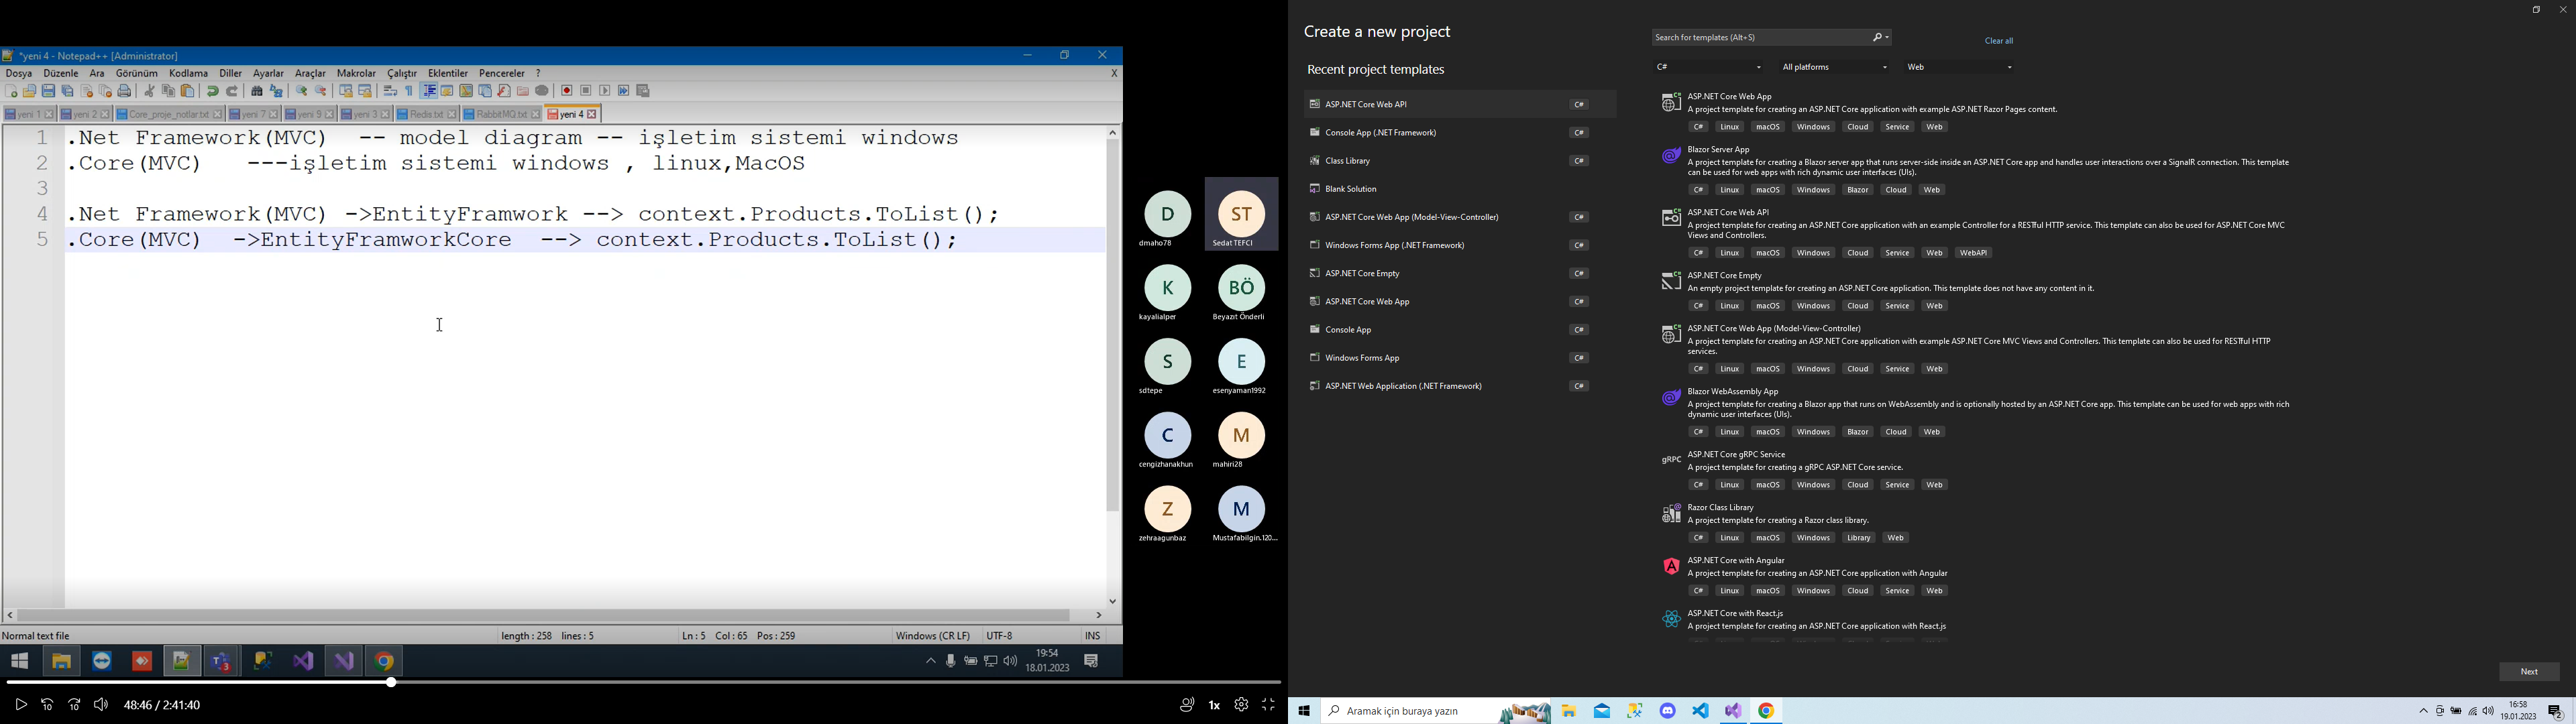 *yeni 4 - Notepad++ [Administrator]
Dosya Düzenle Ara Görünüm Kodlama Diller Ayarlar Araçlar Makrolar Çalıştır Eklentiler Pencereler ? X
yeni 1 yeni 2 Core_proje_notlar.txt yeni 7 yeni 9 yeni 3 Redis.txt RabbitMQ.txt yeni 4
1 .Net Framework(MVC) -- model diagram -- işletim sistemi windows
2 .Core(MVC) ---işletim sistemi windows , linux,MacOS
3
4 .Net Framework(MVC) ->EntityFramwork --> context.Products.ToList();
5 .Core(MVC) ->EntityFramworkCore --> context.Products.ToList();
Normal text file length : 258 lines : 5 Ln : 5 Col : 65 Pos : 259 Windows (CR LF) UTF-8 INS
3
19:54
18.01.2023
10 10 48:46 / 2:41:40 1x
D ST
dmaho78 Sedat TEFCI
K BÖ
kayalialper Beyazıt Önderli
S E
sdtepe esenyaman1992
C M
cengizhanakhun mahiri28
Z M
zehraagunbaz Mustafabilgin.120...
Create a new project
Recent project templates
ASP.NET Core Web API C#
Console App (.NET Framework) C#
Class Library C#
Blank Solution
ASP.NET Core Web App (Model-View-Controller) C#
Windows Forms App (.NET Framework) C#
ASP.NET Core Empty C#
ASP.NET Core Web App C#
Console App C#
Windows Forms App C#
ASP.NET Web Application (.NET Framework) C#
Search for templates (Alt+S) Clear all
C# All platforms Web
ASP.NET Core Web App
A project template for creating an ASP.NET Core application with example ASP.NET Razor Pages content.
C# Linux macOS Windows Cloud Service Web
Blazor Server App
A project template for creating a Blazor server app that runs server-side inside an ASP.NET Core app and handles user interactions over a SignalR connection. This template
can be used for web apps with rich dynamic user interfaces (UIs).
C# Linux macOS Windows Blazor Cloud Web
ASP.NET Core Web API
A project template for creating an ASP.NET Core application with an example Controller for a RESTful HTTP service. This template can also be used for ASP.NET Core MVC
Views and Controllers.
C# Linux macOS Windows Cloud Service Web WebAPI
ASP.NET Core Empty
An empty project template for creating an ASP.NET Core application. This template does not have any content in it.
C# Linux macOS Windows Cloud Service Web
ASP.NET Core Web App (Model-View-Controller)
A project template for creating an ASP.NET Core application with example ASP.NET Core MVC Views and Controllers. This template can also be used for RESTful HTTP
services.
C# Linux macOS Windows Cloud Service Web
Blazor WebAssembly App
A project template for creating a Blazor app that runs on WebAssembly and is optionally hosted by an ASP.NET Core app. This template can be used for web apps with rich
dynamic user interfaces (UIs).
C# Linux macOS Windows Blazor Cloud Web
gRPC ASP.NET Core gRPC Service
A project template for creating a gRPC ASP.NET Core service.
C# Linux macOS Windows Cloud Service Web
Razor Class Library
A project template for creating a Razor class library.
C# Linux macOS Windows Library Web
ASP.NET Core with Angular
A project template for creating an ASP.NET Core application with Angular
C# Linux macOS Windows Cloud Service Web
ASP.NET Core with React.js
A project template for creating an ASP.NET Core application with React.js
Next
Aramak için buraya yazın
16:58
19.01.2023
2